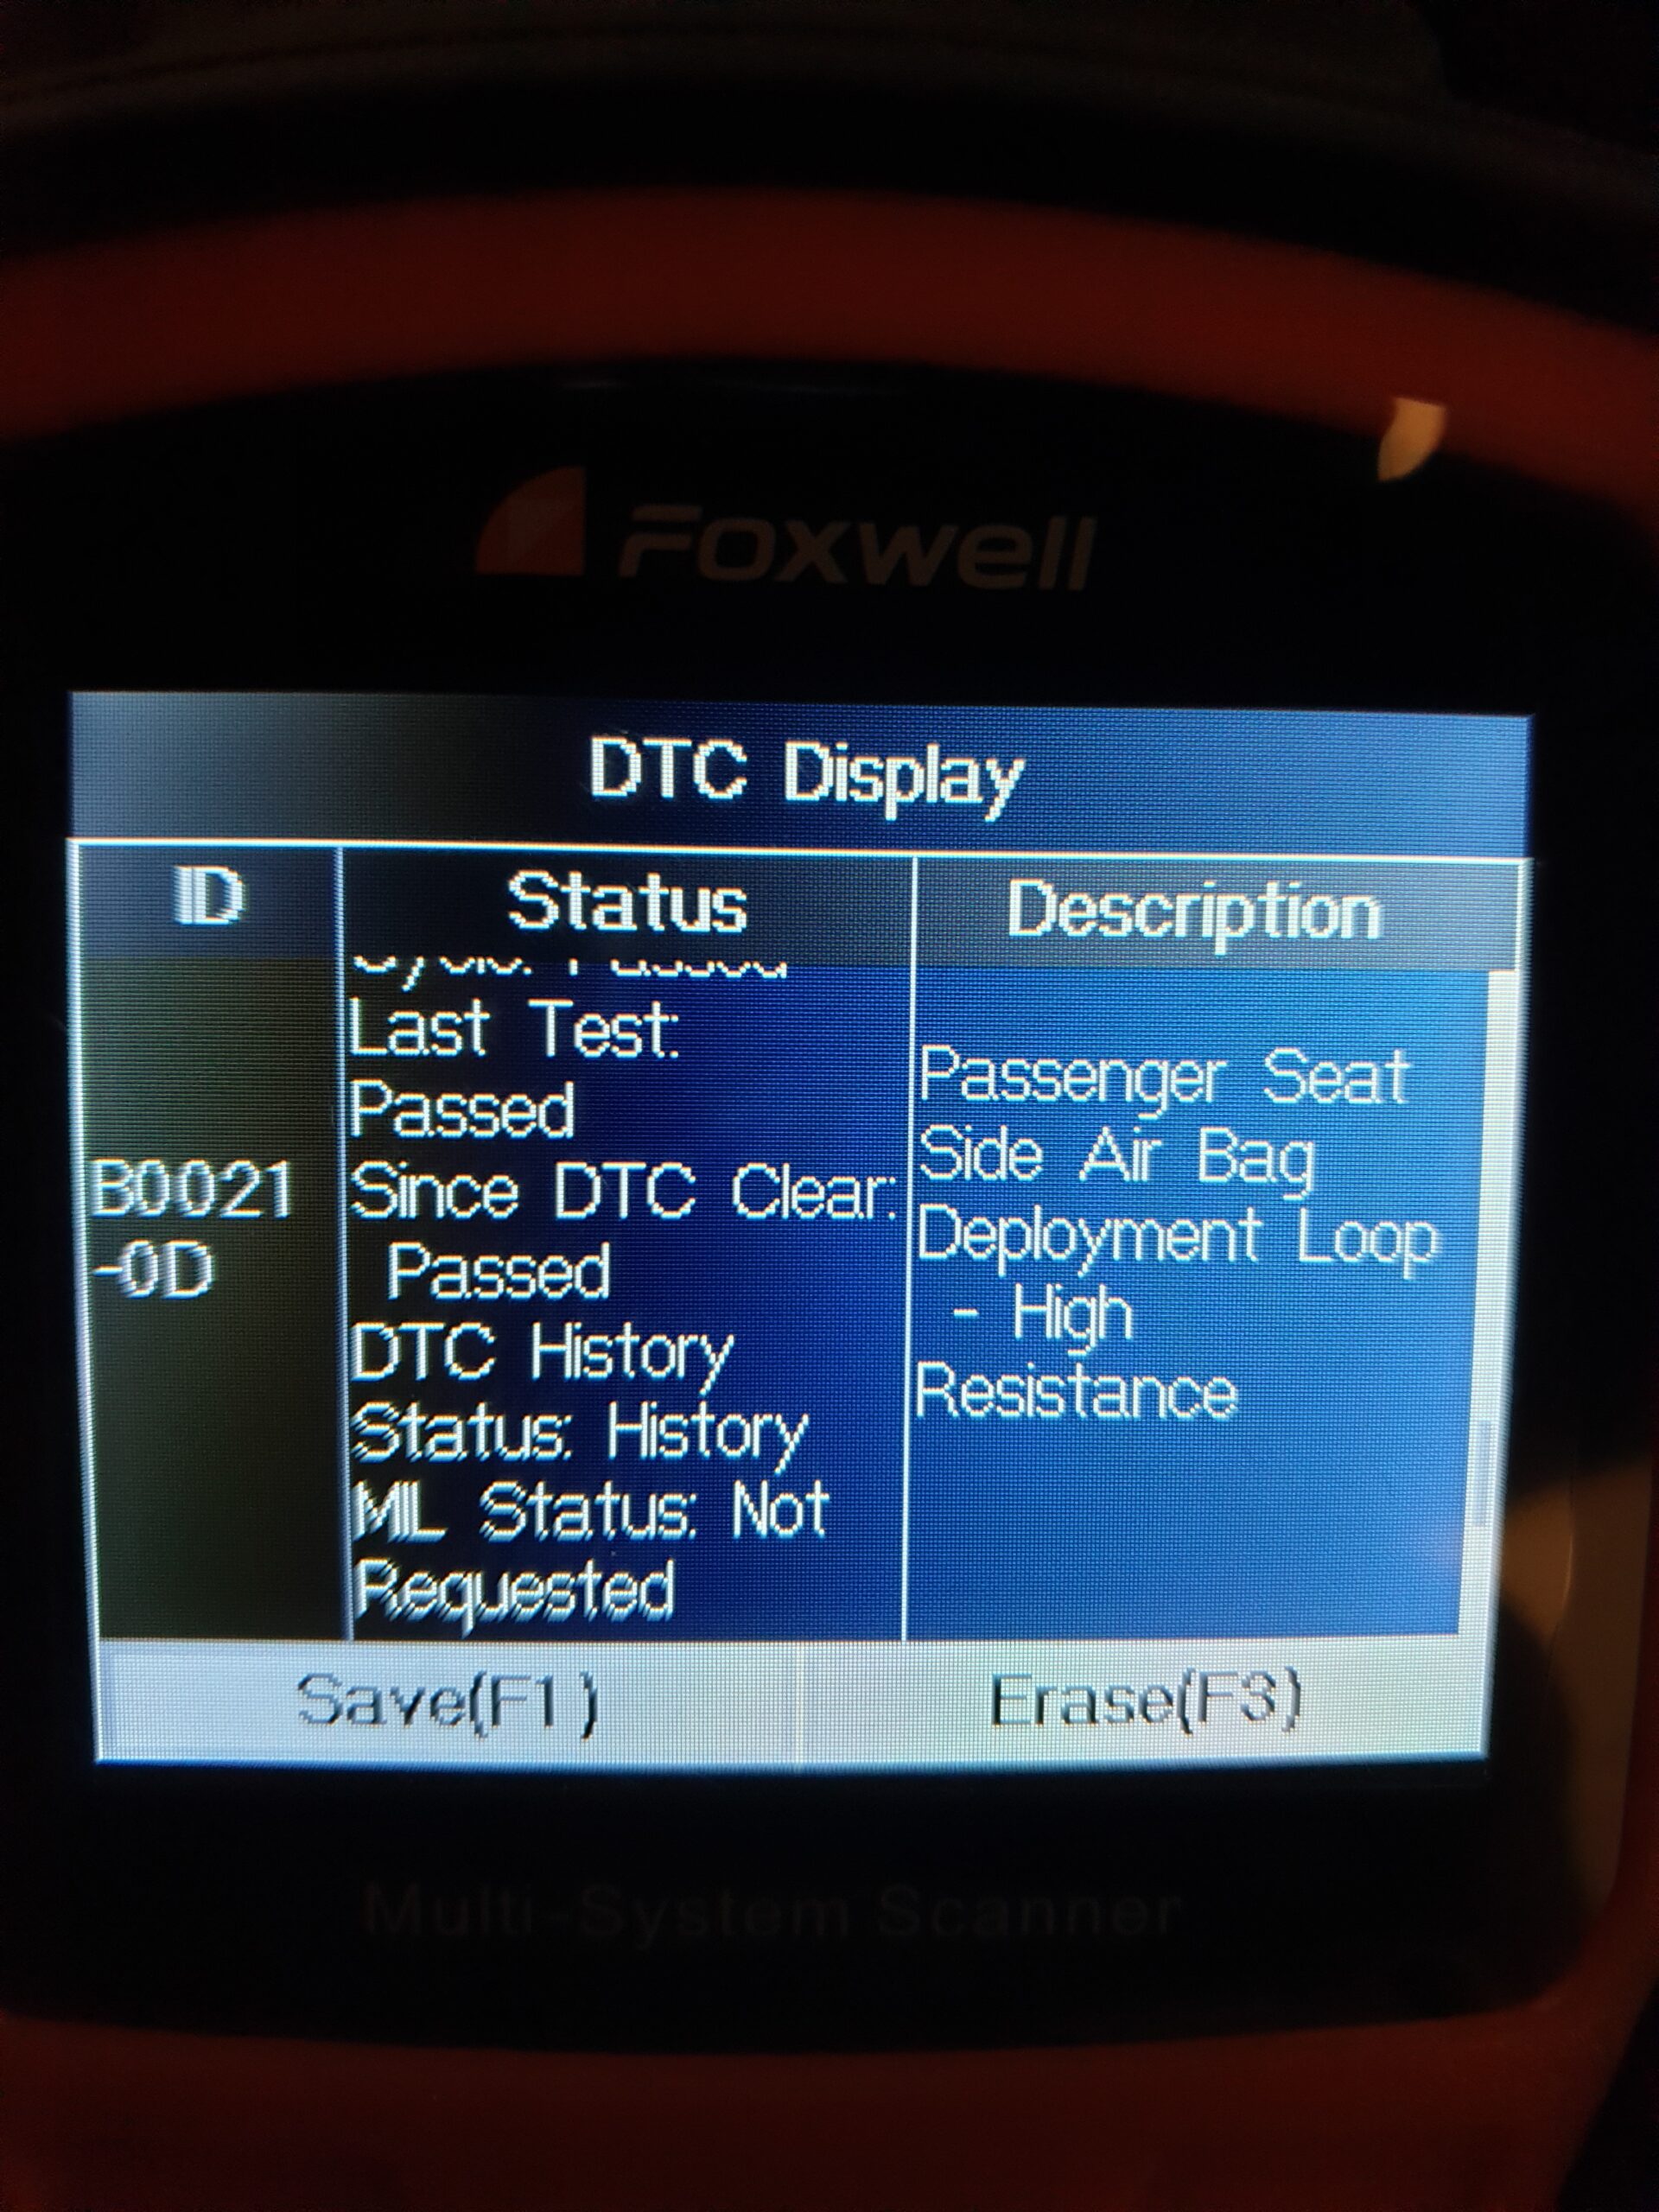 Foxwell
DTC Display
ID
Status
Description
Last Test:
Passed
Since DTC Clear:
Passed
DTC History
Status: History
MIL Status: Not
Requested
B0021
-0D
Passenger Seat
Side Air Bag
Deployment Loop
- High
Resistance
Save(F1)
Erase(F3)
Multi-System Scanner